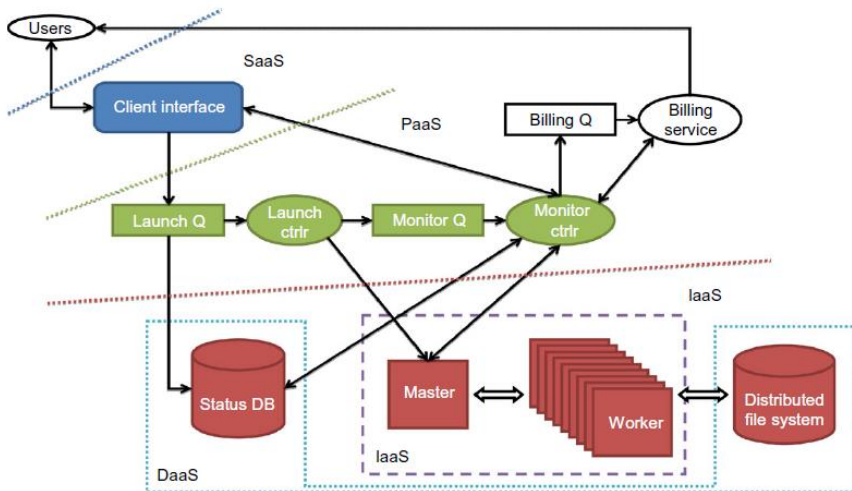 Users
SaaS
Client interface
PaaS
Billing Q
Billing
service
Launch Q
Launch
ctrlr
Monitor Q
Monitor
ctrlr
IaaS
Status DB
Master
Worker
Distributed
file system
IaaS
DaaS